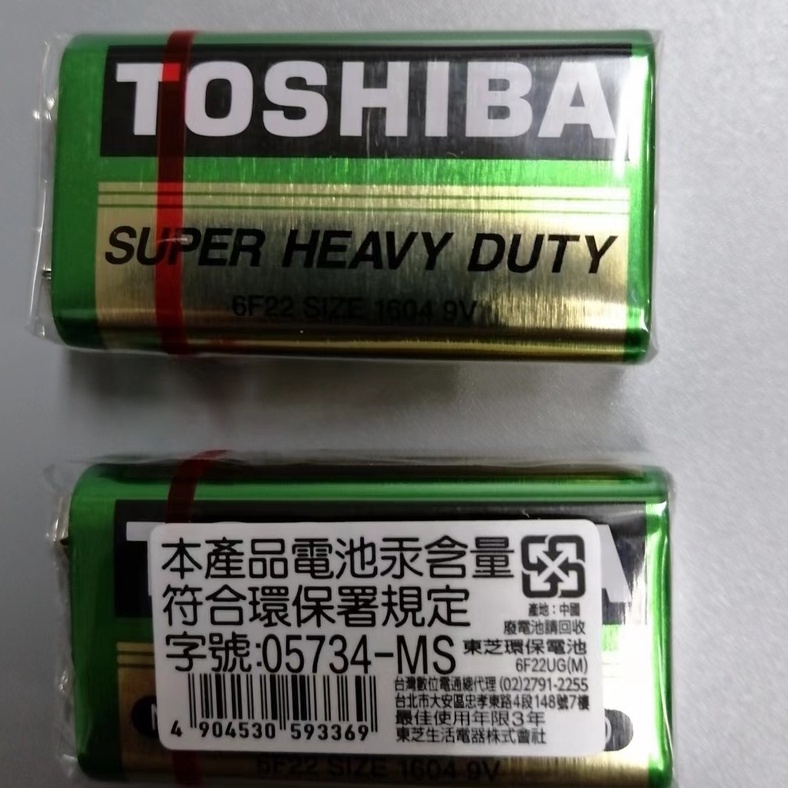 TOSHIBA
SUPER HEAVY DUTY
6F22 SIZE 1604 9V
本產品電池汞含量
符合環保署規定
字號:05734-MS
產地:中國
廢電池請回收
東芝環保電池
6F22UG(M)
台灣數位電通總代理 (02)2791-2255
台北市大安區忠孝東路4段148號7樓
最佳使用年限3年
東芝生活電器株式會社
4 904530 593369
6F22 SIZE 1604 9V